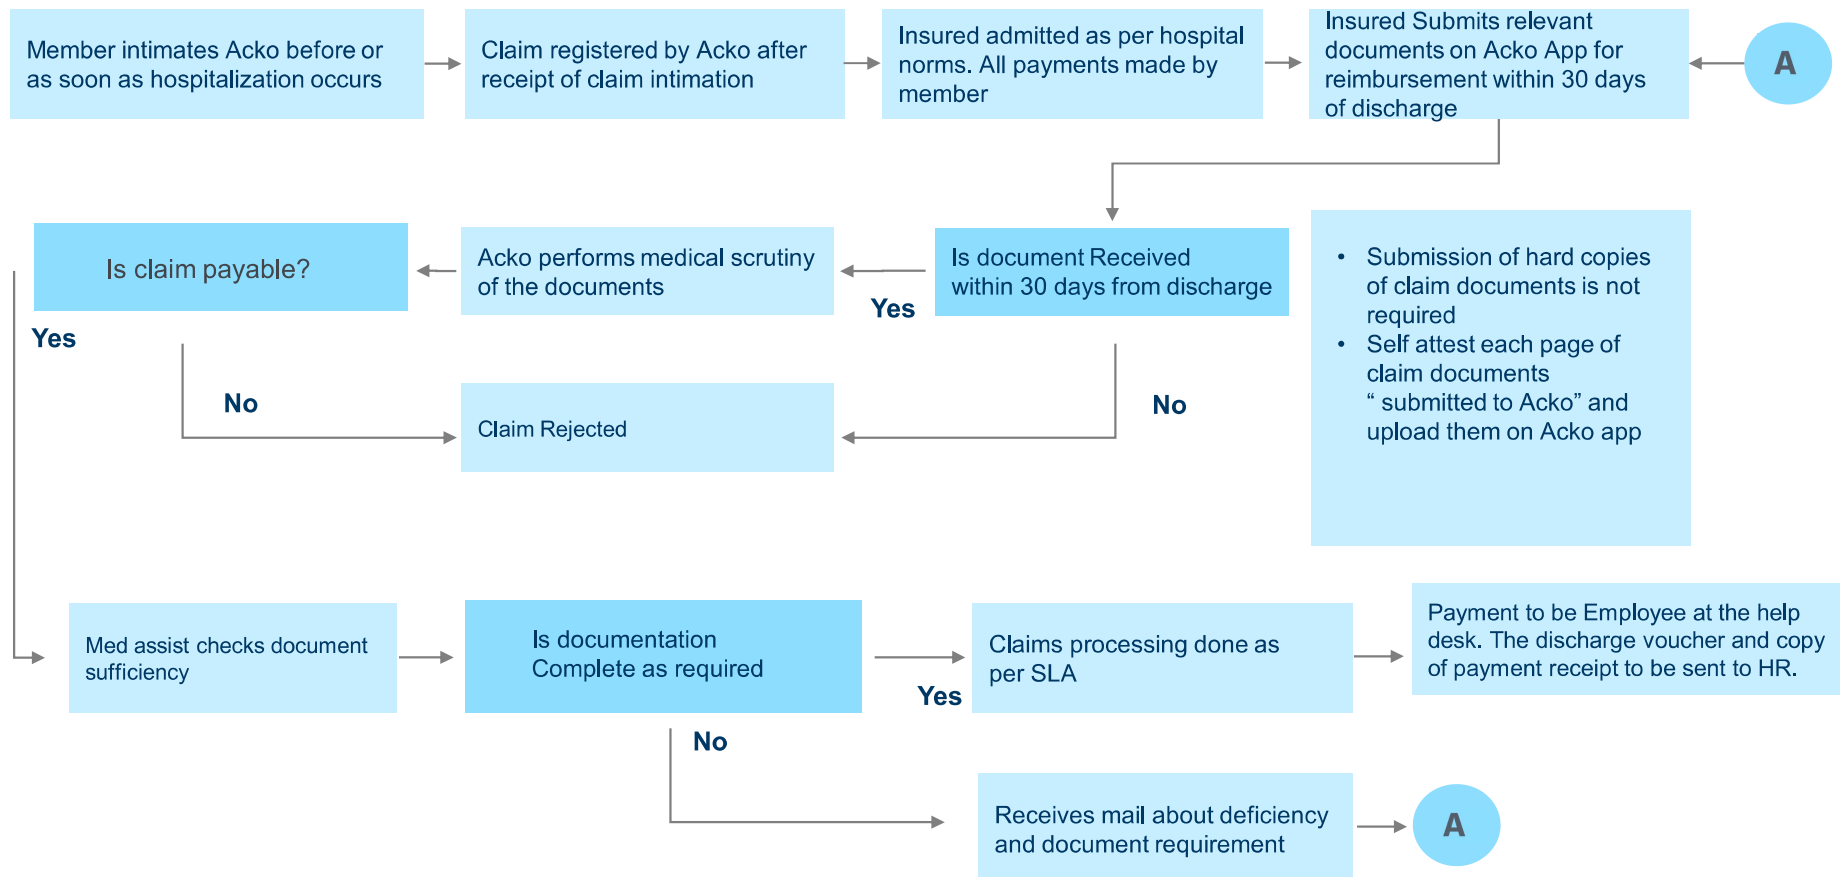 Member intimates Acko before or
as soon as hospitalization occurs
Claim registered by Acko after
receipt of claim intimation
Insured admitted as per hospital
norms. All payments made by
member
Insured Submits relevant
documents on Acko App for
reimbursement within 30 days
of discharge
A
Is claim payable?
Acko performs medical scrutiny
of the documents
Is document Received
within 30 days from discharge
Yes
Yes
No
No
Claim Rejected
• Submission of hard copies
of claim documents is not
required
• Self attest each page of
claim documents
“ submitted to Acko” and
upload them on Acko app
Med assist checks document
sufficiency
Is documentation
Complete as required
Yes
No
Claims processing done as
per SLA
Payment to be Employee at the help
desk. The discharge voucher and copy
of payment receipt to be sent to HR.
Receives mail about deficiency
and document requirement
A